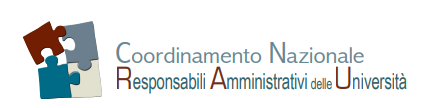 Coordinamento Nazionale
Responsabili Amministrativi delle Università